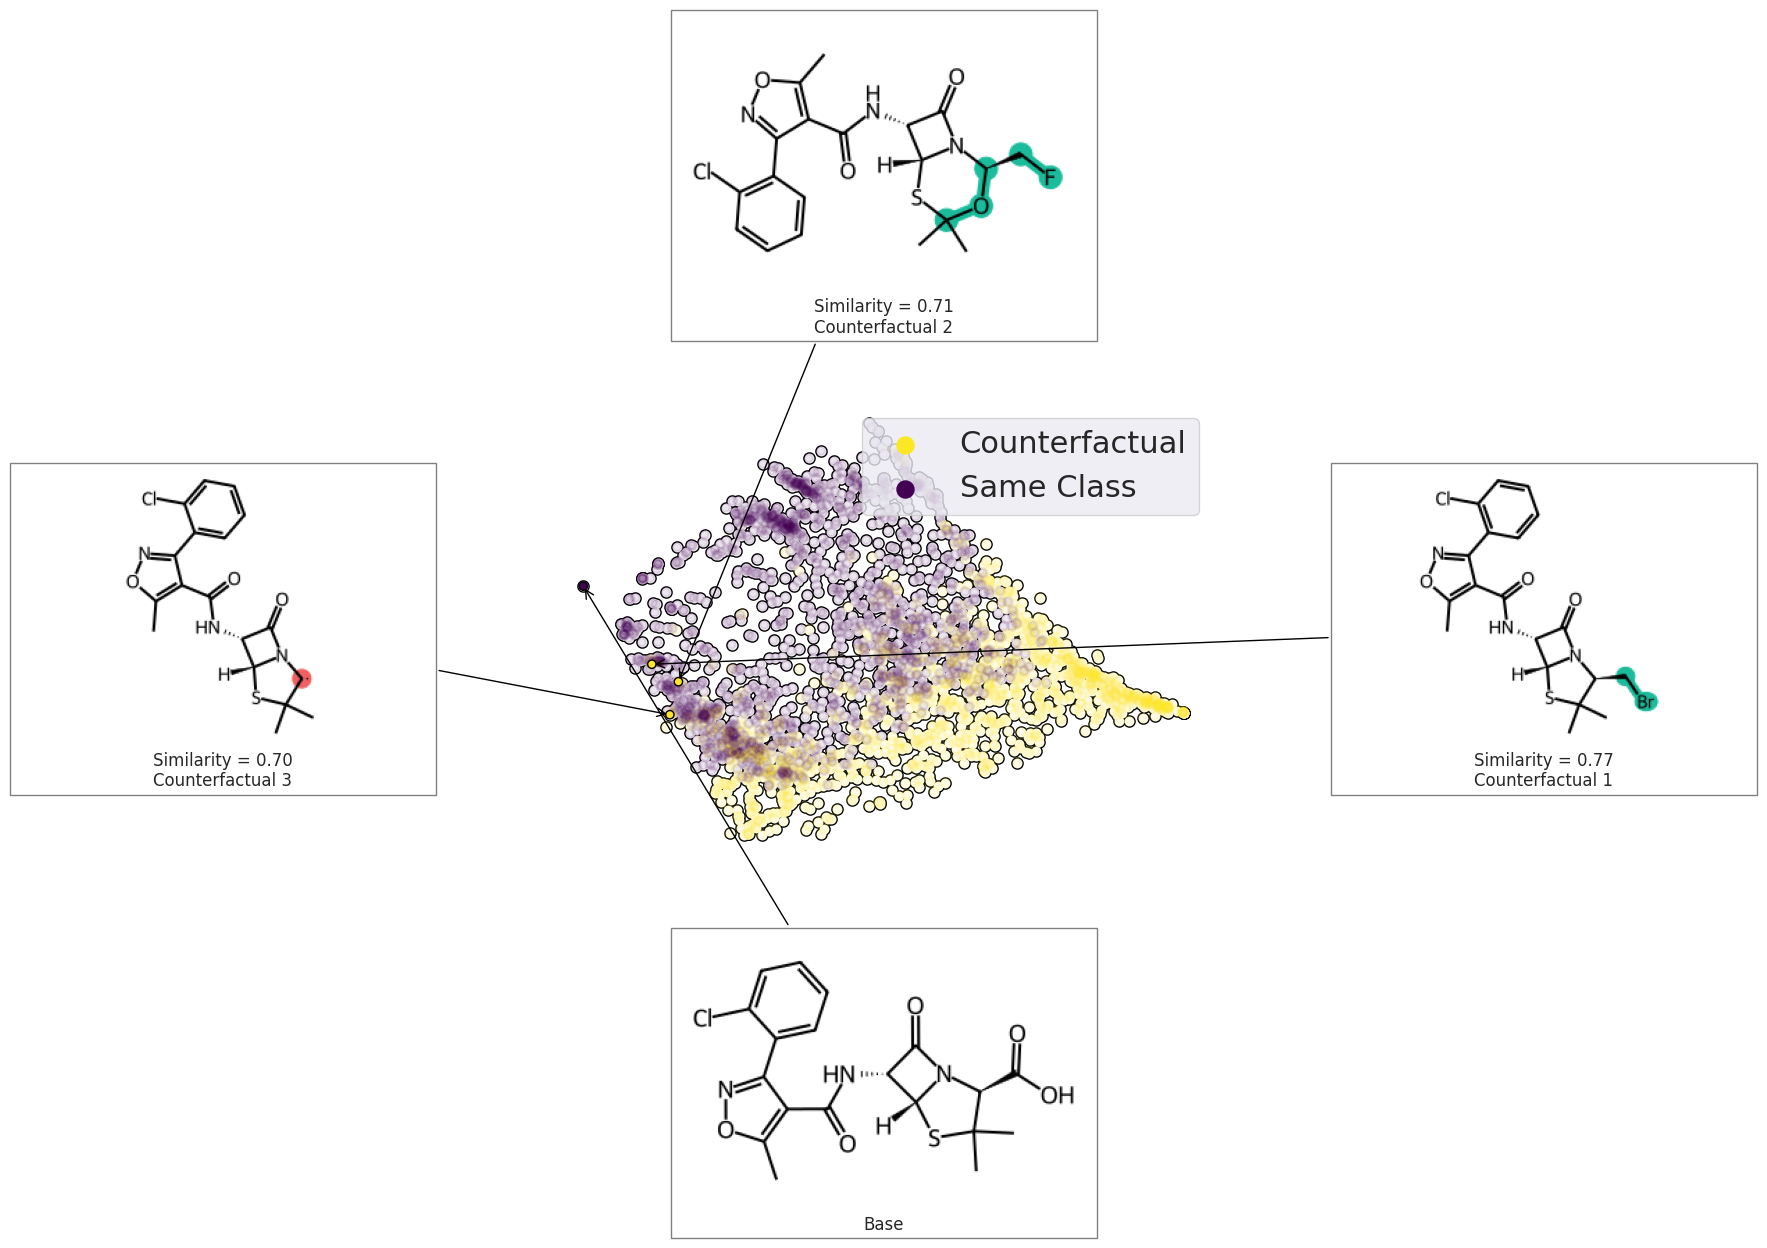 O
N
H
N
O
Cl
O
H
N
F
S
O
Similarity = 0.71
Counterfactual 2
Counterfactual
Same Class
Cl
N
O
O
HN
O
N
H
S
Similarity = 0.70
Counterfactual 3
Cl
N
O
O
HN
O
N
H
S
Br
Similarity = 0.77
Counterfactual 1
Cl
O
O
N
HN
N
OH
O
H
S
O
Base